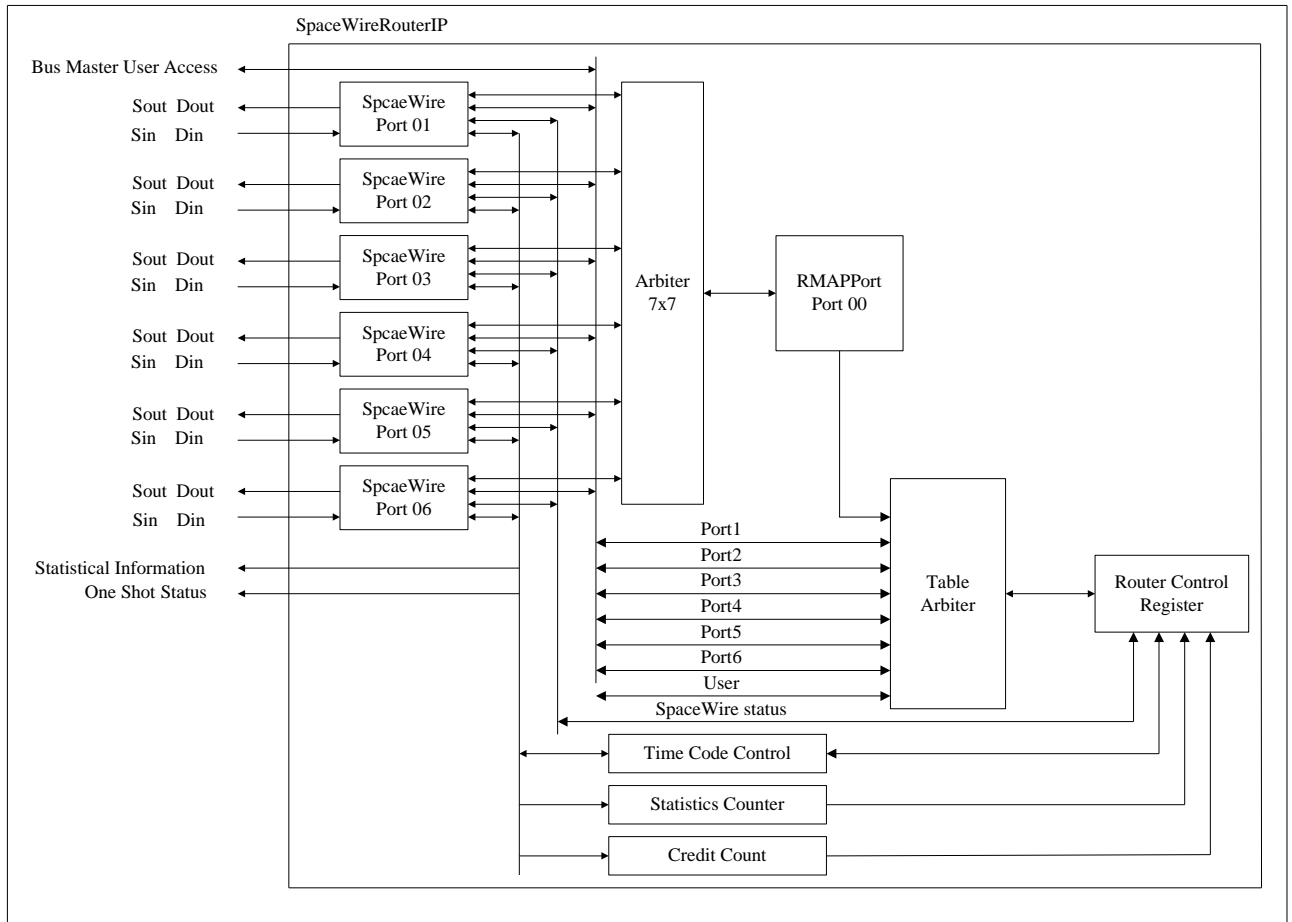 SpaceWireRouterIP
Bus Master User Access
Sout Dout
Sin Din
SpcaeWire
Port 01
Sout Dout
Sin Din
SpcaeWire
Port 02
Sout Dout
Sin Din
SpcaeWire
Port 03
Sout Dout
Sin Din
SpcaeWire
Port 04
Sout Dout
Sin Din
SpcaeWire
Port 05
Sout Dout
Sin Din
SpcaeWire
Port 06
Arbiter
7x7
RMAPPort
Port 00
Statistical Information
One Shot Status
Port1
Port2
Port3
Port4
Port5
Port6
User
SpaceWire status
Table
Arbiter
Router Control
Register
Time Code Control
Statistics Counter
Credit Count